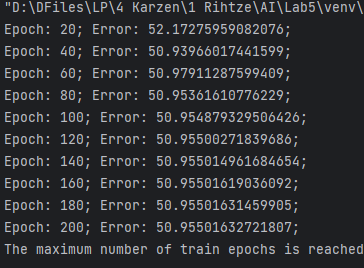 "D:\DFiles\LP\4 Karzen\1 Rihtze\AI\Lab5\venv\
Epoch: 20; Error: 52.17275959082076;
Epoch: 40; Error: 50.93966017441599;
Epoch: 60; Error: 50.97911287599409;
Epoch: 80; Error: 50.95361610776229;
Epoch: 100; Error: 50.954879329506426;
Epoch: 120; Error: 50.95500271839686;
Epoch: 140; Error: 50.955014961684654;
Epoch: 160; Error: 50.95501619036092;
Epoch: 180; Error: 50.95501631459905;
Epoch: 200; Error: 50.95501632721807;
The maximum number of train epochs is reached